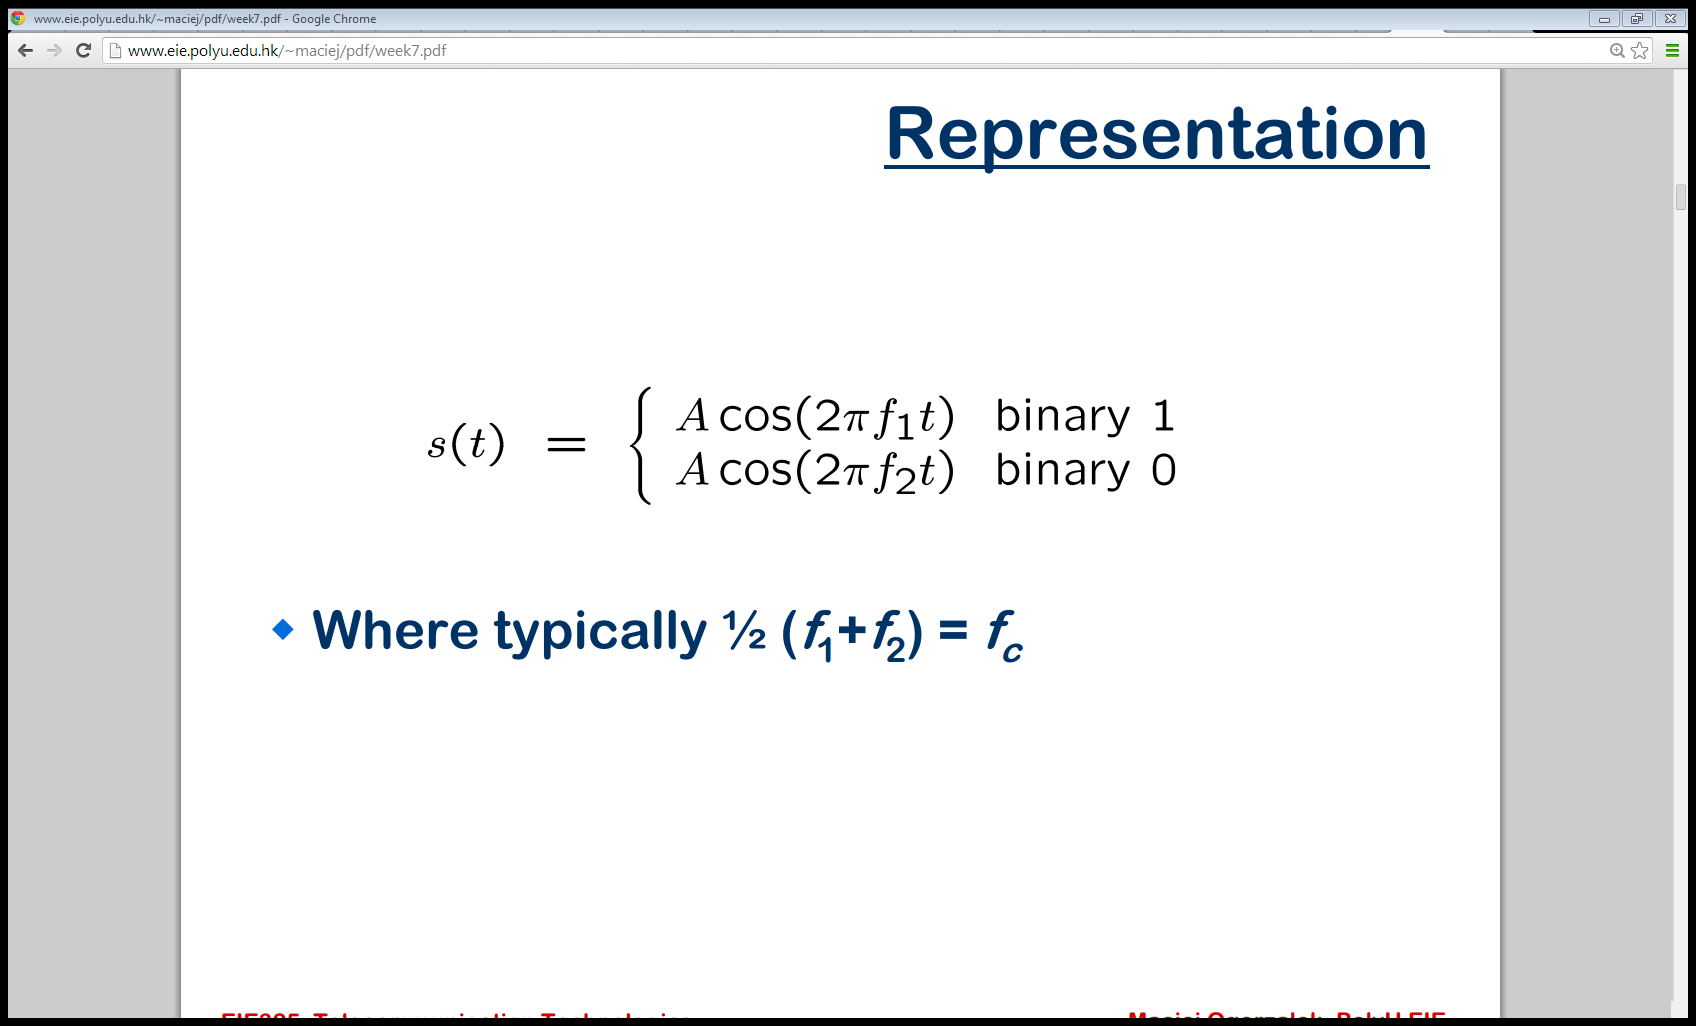 www.eie.polyu.edu.hk/~maciej/pdf/week7.pdf - Google Chrome
www.eie.polyu.edu.hk/~maciej/pdf/week7.pdf
Representation
s(t) = { A cos(2πf₁t) binary 1
A cos(2πf₂t) binary 0
Where typically ½ (f₁+f₂) = f_c